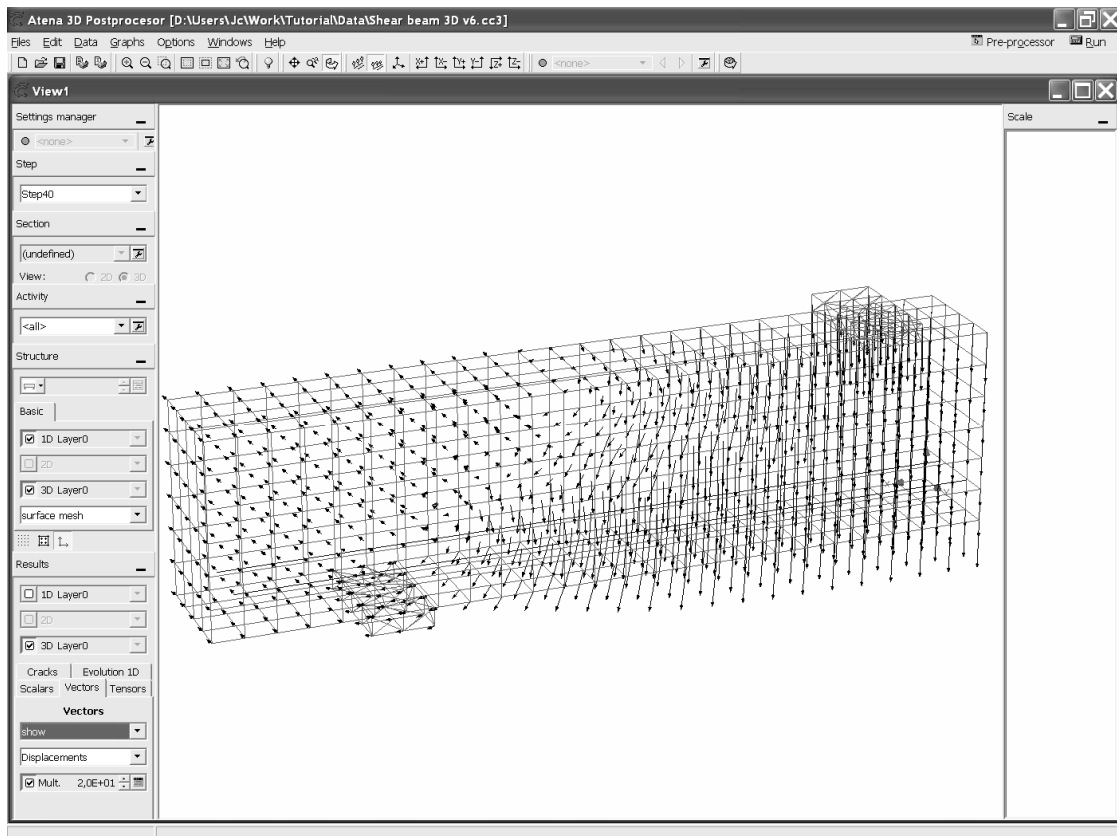 Atena 3D Postprocesor [D:\Users\Jc\Work\Tutorial\Data\Shear beam 3D v6.cc3]
Files Edit Data Graphs Options Windows Help Pre-processor Run
<none>
View1
Settings manager
Scale
<none>
Step
Step40
Section
(undefined)
View: 2D 3D
Activity
<all>
Structure
Basic
1D Layer0
2D
3D Layer0
surface mesh
Results
1D Layer0
2D
3D Layer0
Cracks Evolution 1D
Scalars Vectors Tensors
Vectors
show
Displacements
Mult. 2,0E+01